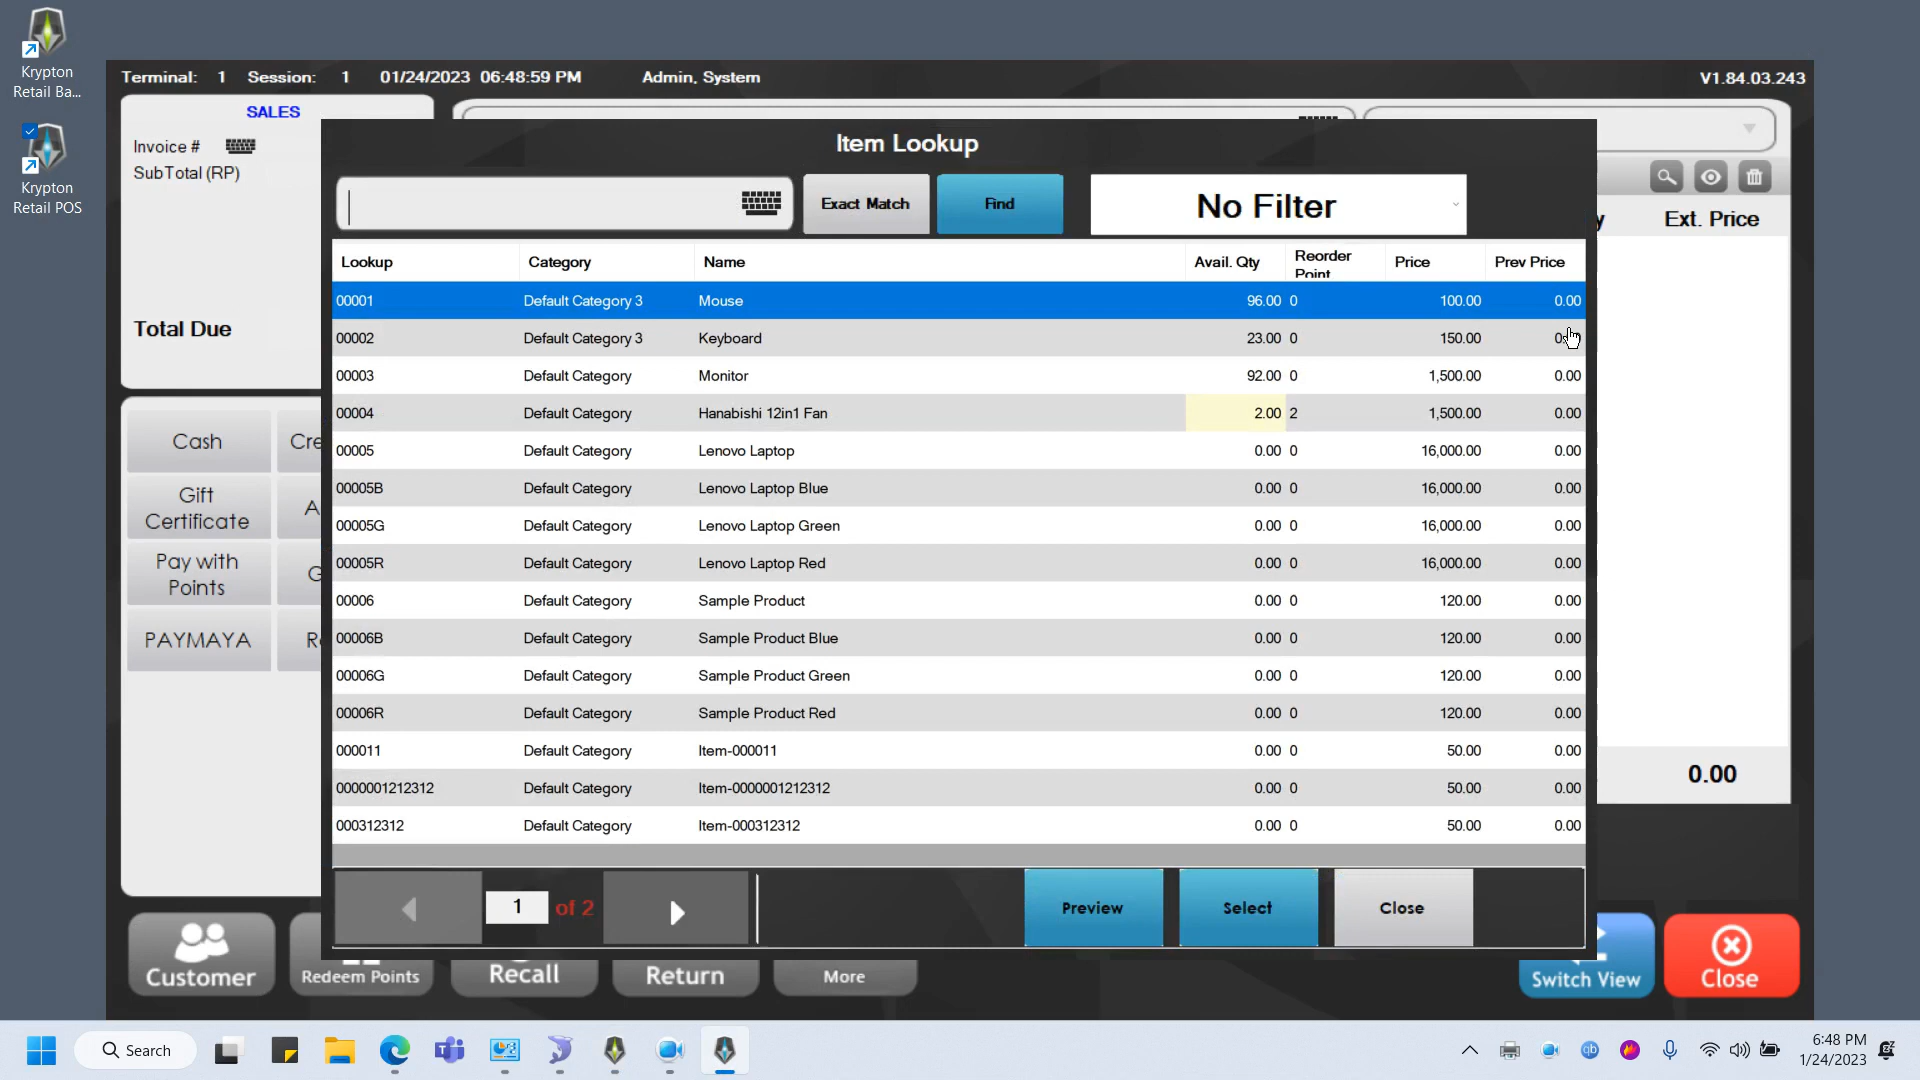 Krypton
Retail Ba...
Krypton
Retail POS
Terminal: 1 Session: 1 01/24/2023 06:48:59 PM Admin, System V1.84.03.243
SALES
Invoice #
SubTotal (RP)
Total Due
Item Lookup
Exact Match
Find
No Filter
Ext. Price
Lookup Category Name Avail. Qty Reorder Point Price Prev Price
00001 Default Category 3 Mouse 96.00 0 100.00 0.00
00002 Default Category 3 Keyboard 23.00 0 150.00
00003 Default Category Monitor 92.00 0 1,500.00 0.00
00004 Default Category Hanabishi 12in1 Fan 2.00 2 1,500.00 0.00
00005 Default Category Lenovo Laptop 0.00 0 16,000.00 0.00
00005B Default Category Lenovo Laptop Blue 0.00 0 16,000.00 0.00
00005G Default Category Lenovo Laptop Green 0.00 0 16,000.00 0.00
00005R Default Category Lenovo Laptop Red 0.00 0 16,000.00 0.00
00006 Default Category Sample Product 0.00 0 120.00 0.00
00006B Default Category Sample Product Blue 0.00 0 120.00 0.00
00006G Default Category Sample Product Green 0.00 0 120.00 0.00
00006R Default Category Sample Product Red 0.00 0 120.00 0.00
000011 Default Category Item-000011 0.00 0 50.00 0.00
0000001212312 Default Category Item-0000001212312 0.00 0 50.00 0.00
000312312 Default Category Item-000312312 0.00 0 50.00 0.00
Cash
Cre
Gift
Certificate
A
Pay with
Points
G
PAYMAYA
R
0.00
1 of 2
Preview
Select
Close
Customer
Redeem Points
Recall
Return
More
Switch View
Close
Search
qb
6:48 PM
1/24/2023